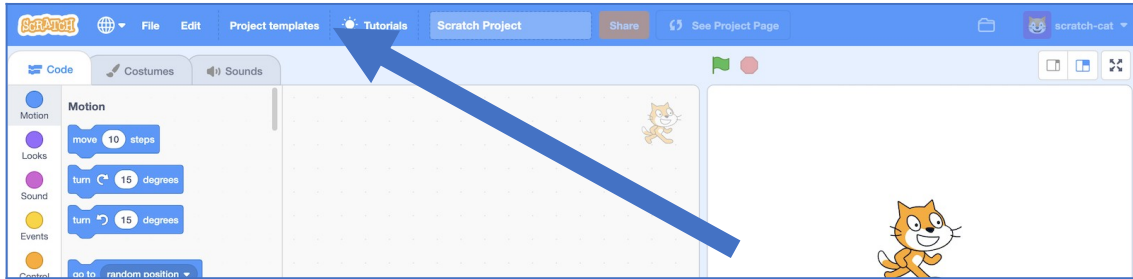 SCRATCH File Edit Project templates Tutorials Scratch Project Share See Project Page scratch-cat
Code Costumes Sounds
Motion
Looks
Sound
Events
Control
Motion
move 10 steps
turn 15 degrees
turn 15 degrees
go to random position